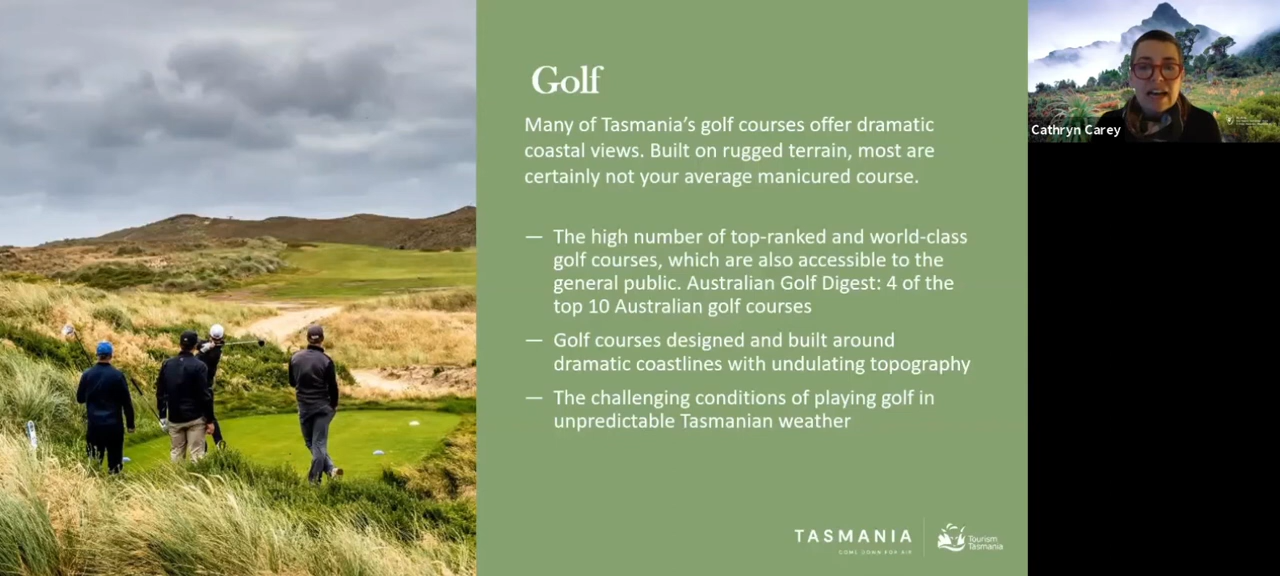 Golf
Many of Tasmania’s golf courses offer dramatic
coastal views. Built on rugged terrain, most are
certainly not your average manicured course.
— The high number of top-ranked and world-class
golf courses, which are also accessible to the
general public. Australian Golf Digest: 4 of the
top 10 Australian golf courses
— Golf courses designed and built around
dramatic coastlines with undulating topography
— The challenging conditions of playing golf in
unpredictable Tasmanian weather
TASMANIA
COME DOWN FOR AIR
Tourism
Tasmania
Cathryn Carey